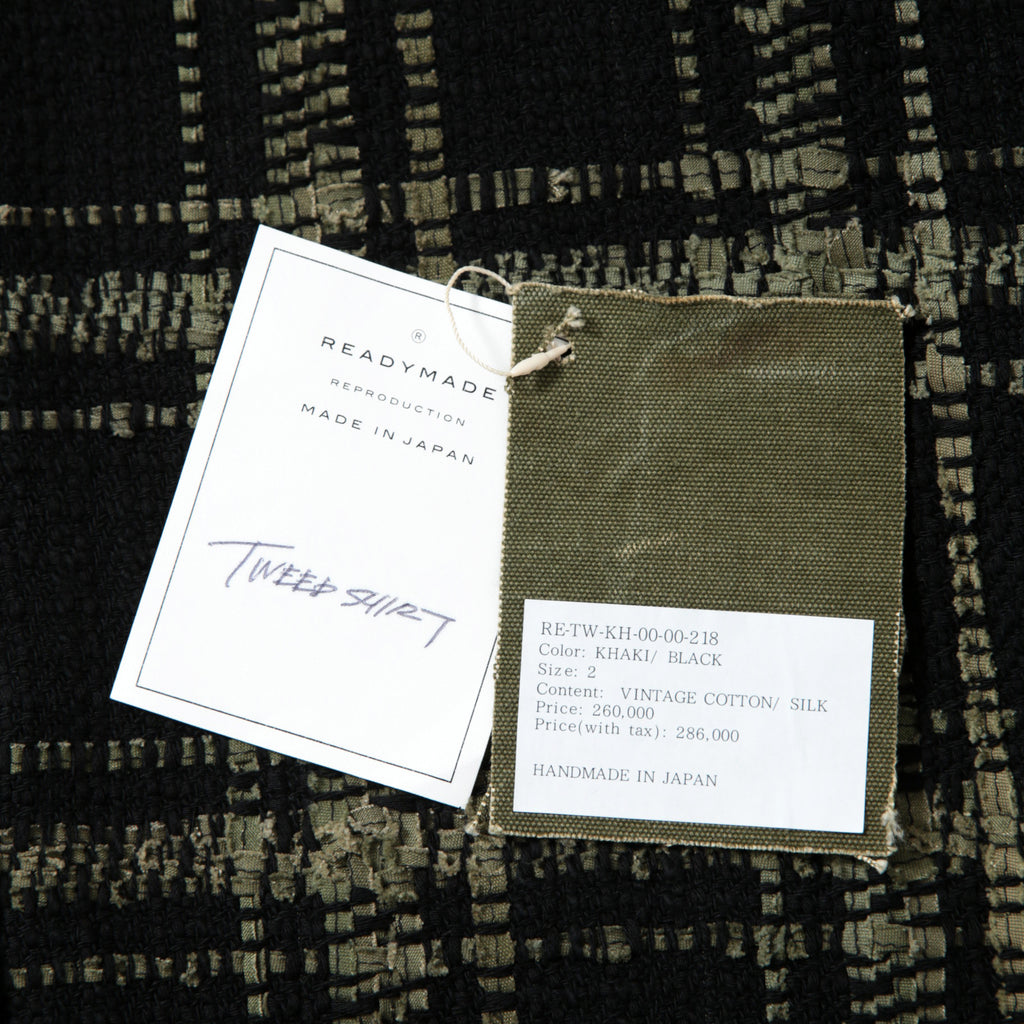 ®
READYMADE
REPRODUCTION
MADE IN JAPAN
TWEED SHIRT
RE-TW-KH-00-00-218
Color: KHAKI/ BLACK
Size: 2
Content: VINTAGE COTTON/ SILK
Price: 260,000
Price(with tax): 286,000
HANDMADE IN JAPAN